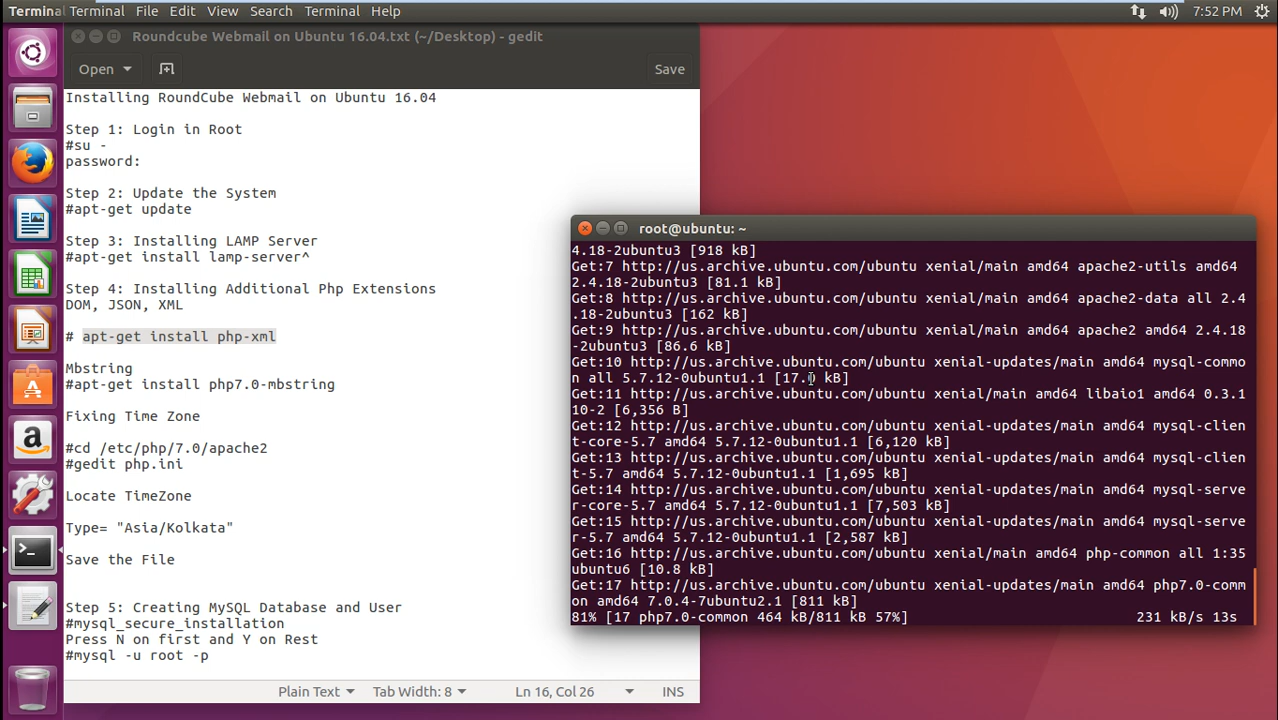 Terminal Terminal File Edit View Search Terminal Help 7:52 PM
Roundcube Webmail on Ubuntu 16.04.txt (~/Desktop) - gedit
Open Save
Installing RoundCube Webmail on Ubuntu 16.04
Step 1: Login in Root
#su -
password:
Step 2: Update the System
#apt-get update
Step 3: Installing LAMP Server
#apt-get install lamp-server^
Step 4: Installing Additional Php Extensions
DOM, JSON, XML
# apt-get install php-xml
Mbstring
#apt-get install php7.0-mbstring
Fixing Time Zone
#cd /etc/php/7.0/apache2
#gedit php.ini
Locate TimeZone
Type= "Asia/Kolkata"
Save the File
Step 5: Creating MySQL Database and User
#mysql_secure_installation
Press N on first and Y on Rest
#mysql -u root -p
Plain Text Tab Width: 8 Ln 16, Col 26 INS
root@ubuntu: ~
4.18-2ubuntu3 [918 kB]
Get:7 http://us.archive.ubuntu.com/ubuntu xenial/main amd64 apache2-utils amd64
2.4.18-2ubuntu3 [81.1 kB]
Get:8 http://us.archive.ubuntu.com/ubuntu xenial/main amd64 apache2-data all 2.4
.18-2ubuntu3 [162 kB]
Get:9 http://us.archive.ubuntu.com/ubuntu xenial/main amd64 apache2 amd64 2.4.18
-2ubuntu3 [86.6 kB]
Get:10 http://us.archive.ubuntu.com/ubuntu xenial-updates/main amd64 mysql-commo
n all 5.7.12-0ubuntu1.1 kB]
Get:11 http://us.archive.ubuntu.com/ubuntu xenial/main amd64 libaio1 amd64 0.3.1
10-2 [6,356 B]
Get:12 http://us.archive.ubuntu.com/ubuntu xenial-updates/main amd64 mysql-clien
t-core-5.7 amd64 5.7.12-0ubuntu1.1 [6,120 kB]
Get:13 http://us.archive.ubuntu.com/ubuntu xenial-updates/main amd64 mysql-clien
t-5.7 amd64 5.7.12-0ubuntu1.1 [1,695 kB]
Get:14 http://us.archive.ubuntu.com/ubuntu xenial-updates/main amd64 mysql-serve
r-core-5.7 amd64 5.7.12-0ubuntu1.1 [7,503 kB]
Get:15 http://us.archive.ubuntu.com/ubuntu xenial-updates/main amd64 mysql-serve
r-5.7 amd64 5.7.12-0ubuntu1.1 [2,587 kB]
Get:16 http://us.archive.ubuntu.com/ubuntu xenial/main amd64 php-common all 1:35
ubuntu6 [10.8 kB]
Get:17 http://us.archive.ubuntu.com/ubuntu xenial-updates/main amd64 php7.0-comm
on amd64 7.0.4-7ubuntu2.1 [811 kB]
81% [17 php7.0-common 464 kB/811 kB 57%] 231 kB/s 13s